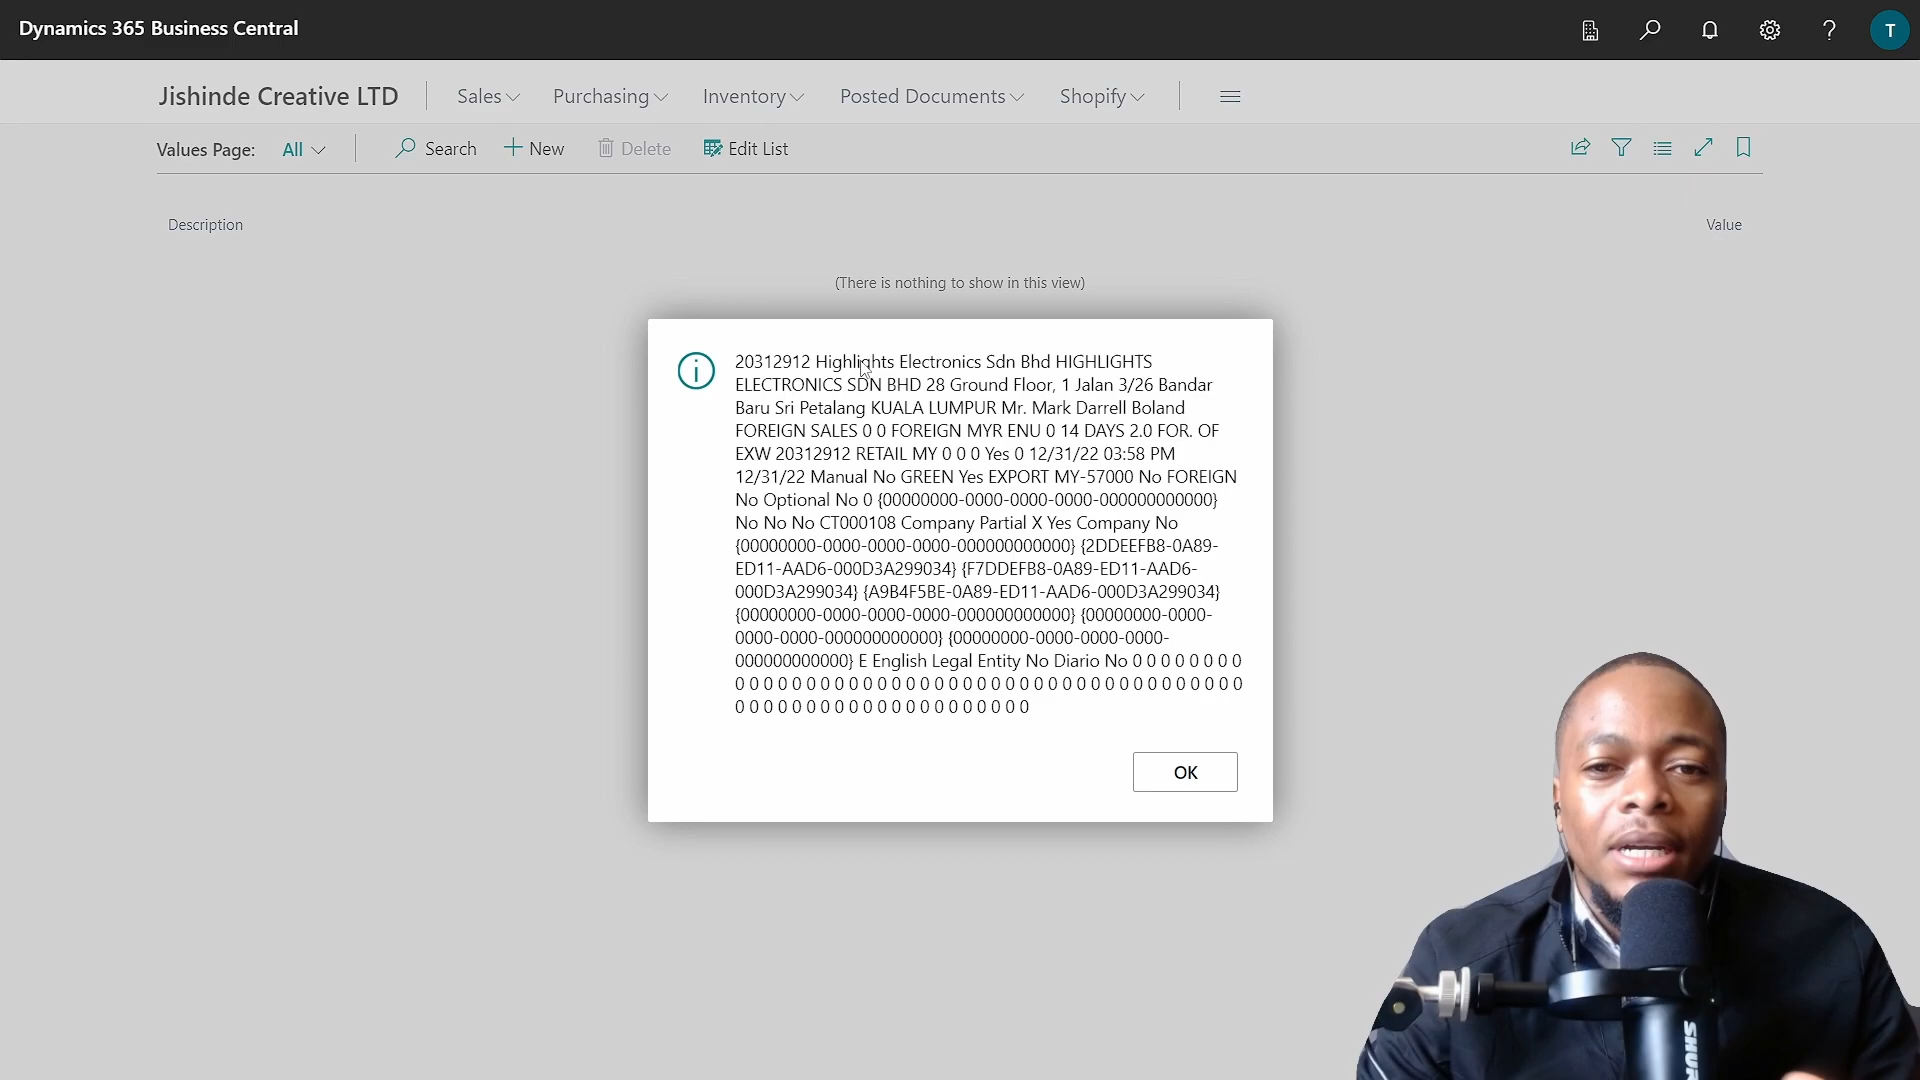 Dynamics 365 Business Central
T
Jishinde Creative LTD
Sales
Purchasing
Inventory
Posted Documents
Shopify
Values Page:
All
Search
New
Delete
Edit List
Description
Value
(There is nothing to show in this view)
20312912 Highlights Electronics Sdn Bhd HIGHLIGHTS
ELECTRONICS SDN BHD 28 Ground Floor, 1 Jalan 3/26 Bandar
Baru Sri Petalang KUALA LUMPUR Mr. Mark Darrell Boland
FOREIGN SALES 0 0 FOREIGN MYR ENU 0 14 DAYS 2.0 FOR. OF
EXW 20312912 RETAIL MY 0 0 0 Yes 0 12/31/22 03:58 PM
12/31/22 Manual No GREEN Yes EXPORT MY-57000 No FOREIGN
No Optional No 0 {00000000-0000-0000-0000-000000000000}
No No No CT000108 Company Partial X Yes Company No
{00000000-0000-0000-0000-000000000000} {2DDEEFB8-0A89-
ED11-AAD6-000D3A299034} {F7DDEFB8-0A89-ED11-AAD6-
000D3A299034} {A9B4F5BE-0A89-ED11-AAD6-000D3A299034}
{00000000-0000-0000-0000-000000000000} {00000000-0000-
0000-0000-000000000000} {00000000-0000-0000-0000-
000000000000} E English Legal Entity No Diario No 0 0 0 0 0 0 0 0
0 0 0 0 0 0 0 0 0 0 0 0 0 0 0 0 0 0 0 0 0 0 0 0 0 0 0 0 0 0 0 0
0 0 0 0 0 0 0 0 0 0 0 0 0 0 0 0 0 0 0 0 0
OK